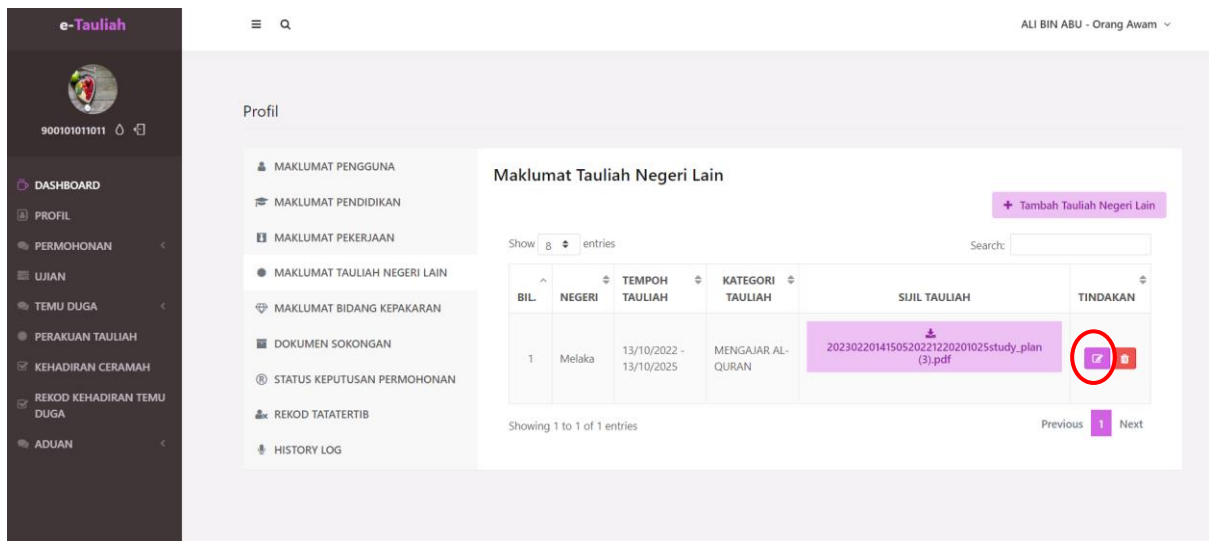 e-Tauliah
ALI BIN ABU - Orang Awam
900101011011
DASHBOARD
PROFIL
PERMOHONAN
UJIAN
TEMU DUGA
PERAKUAN TAULIAH
KEHADIRAN CERAMAH
REKOD KEHADIRAN TEMU
DUGA
ADUAN
Profil
MAKLUMAT PENGGUNA
MAKLUMAT PENDIDIKAN
MAKLUMAT PEKERJAAN
MAKLUMAT TAULIAH NEGERI LAIN
MAKLUMAT BIDANG KEPAKARAN
DOKUMEN SOKONGAN
STATUS KEPUTUSAN PERMOHONAN
REKOD TATATERTIB
HISTORY LOG
Maklumat Tauliah Negeri Lain
+ Tambah Tauliah Negeri Lain
Show 8 entries
Search:
BIL. NEGERI TEMPOH TAULIAH KATEGORI TAULIAH SIJIL TAULIAH TINDAKAN
1 Melaka 13/10/2022 - 13/10/2025 MENGAJAR AL-QURAN 20230220141505202212202010​25study_plan (3).pdf
Showing 1 to 1 of 1 entries
Previous 1 Next